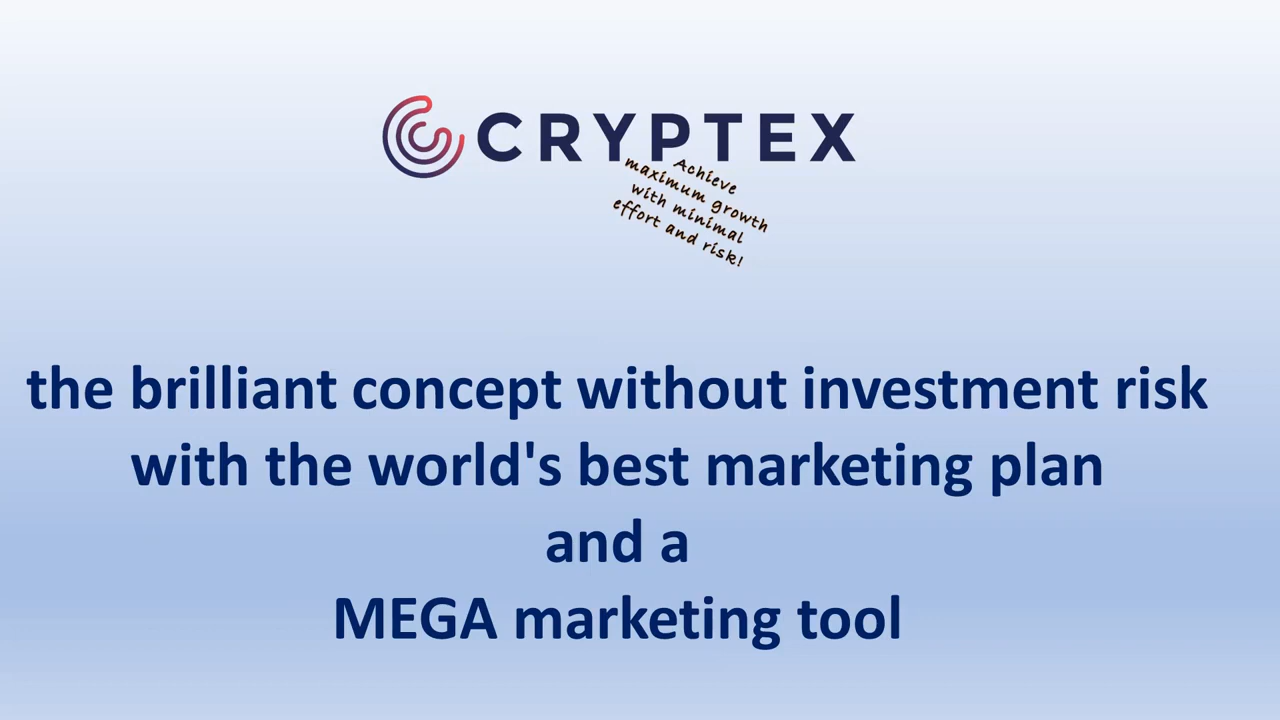 CRYPTEX
Achieve
maximum growth
with minimal
effort and risk!
the brilliant concept without investment risk
with the world's best marketing plan
and a
MEGA marketing tool